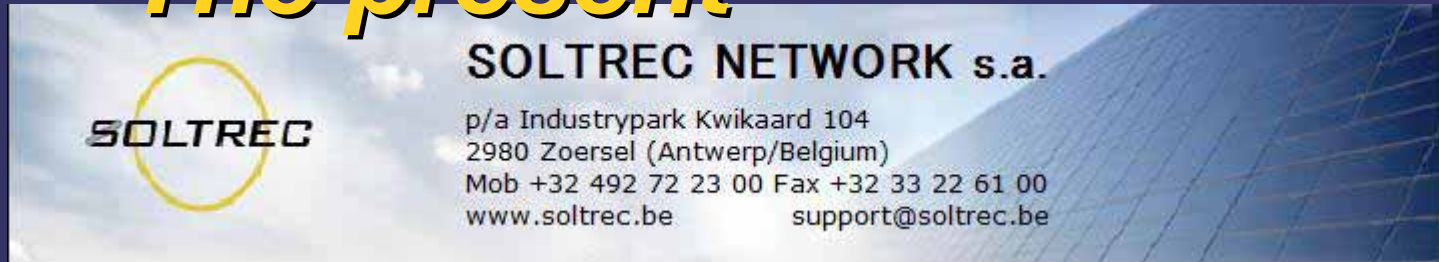 The present
SOLTREC
SOLTREC NETWORK s.a.
p/a Industrypark Kwikaard 104
2980 Zoersel (Antwerp/Belgium)
Mob +32 492 72 23 00 Fax +32 33 22 61 00
www.soltrec.be support@soltrec.be